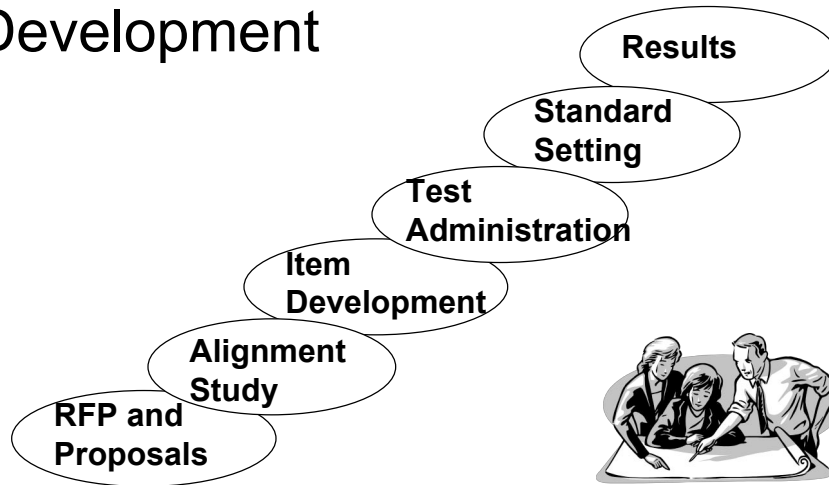 Development
Results
Standard
Setting
Test
Administration
Item
Development
Alignment
Study
RFP and
Proposals